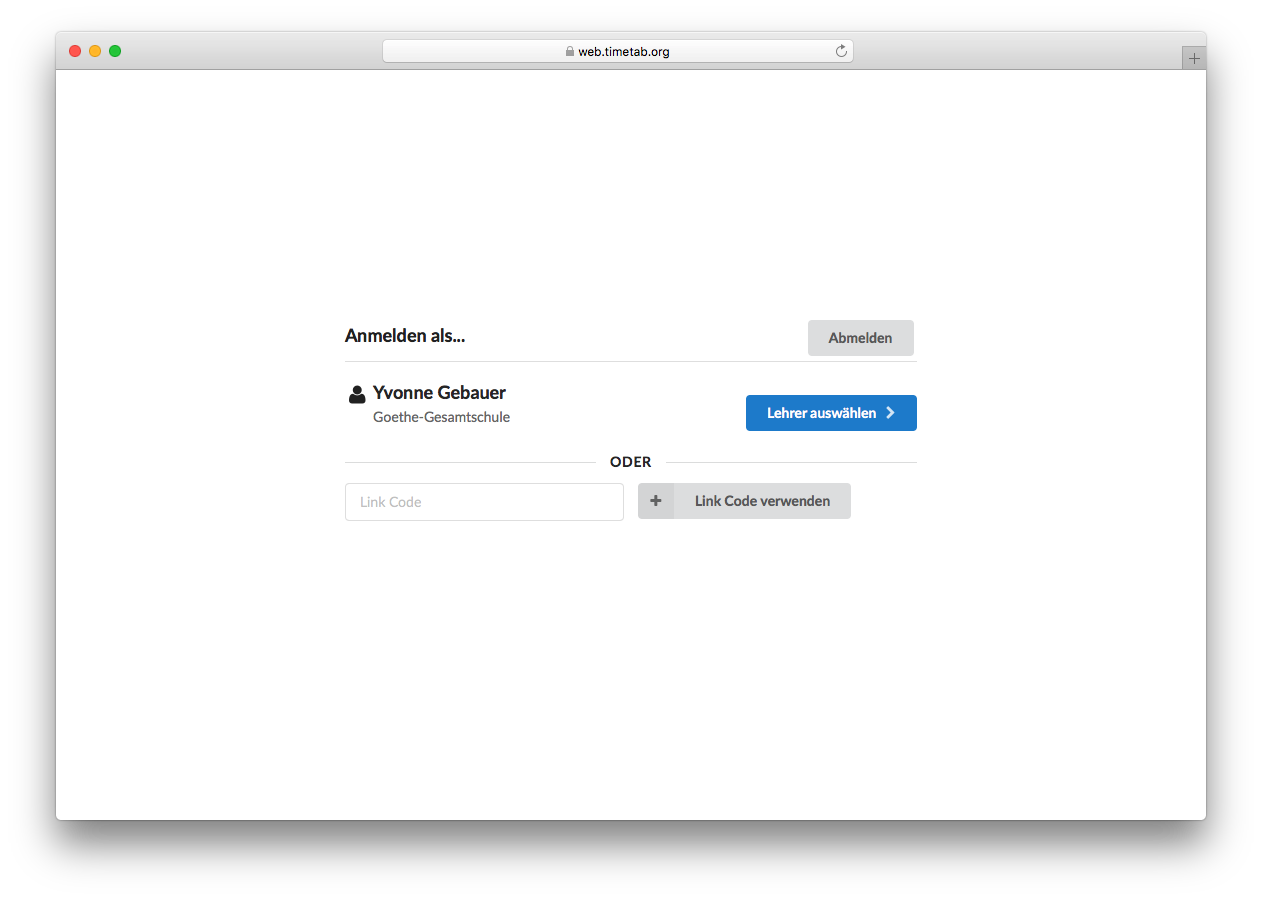 web.timetab.org
Anmelden als...
Abmelden
Yvonne Gebauer
Goethe-Gesamtschule
Lehrer auswählen
ODER
Link Code
Link Code verwenden